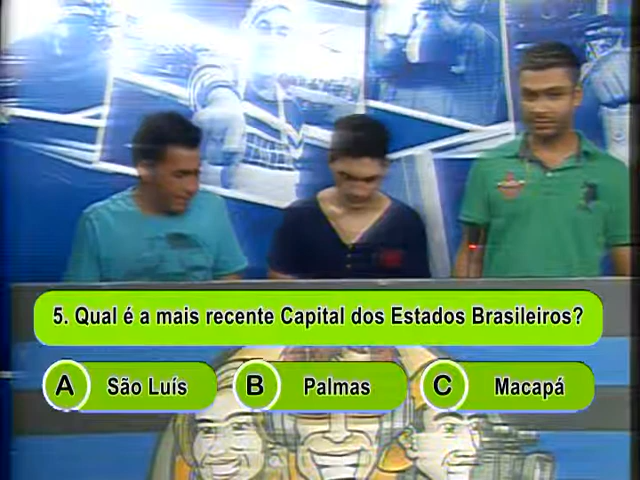 5. Qual é a mais recente Capital dos Estados Brasileiros?
A São Luís
B Palmas
C Macapá